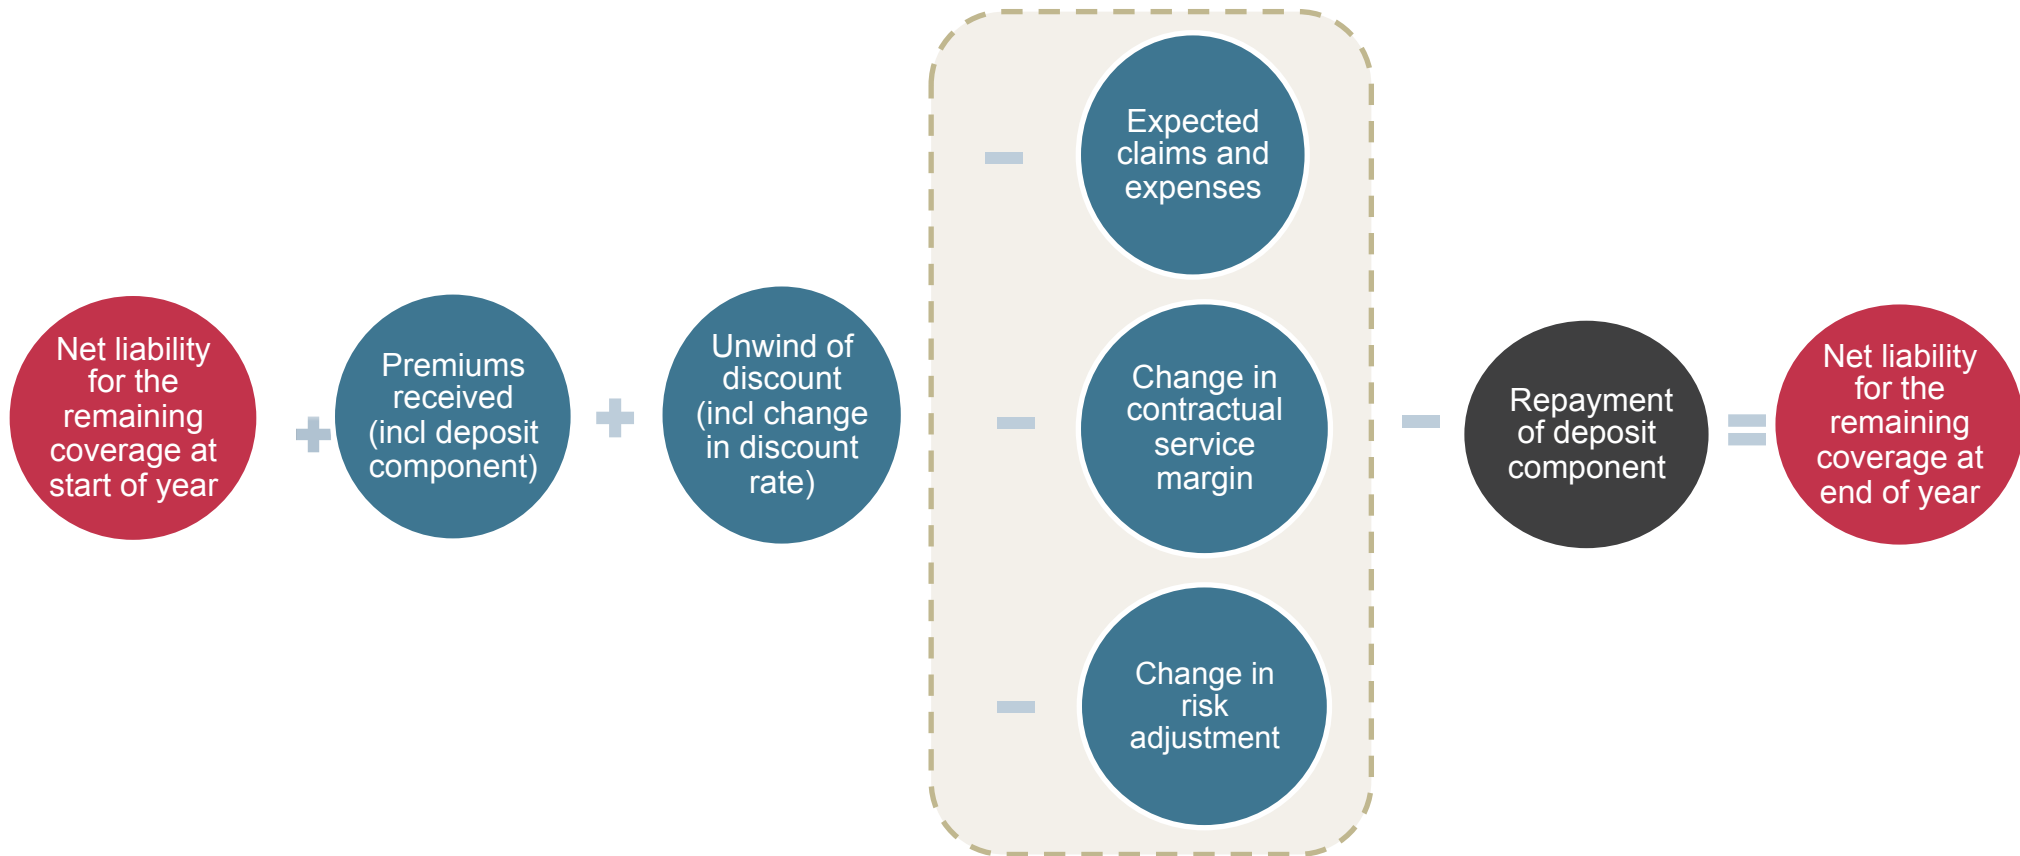 Net liability
for the
remaining
coverage at
start of year
Premiums
received
(incl deposit
component)
Unwind of
discount
(incl change
in discount
rate)
Expected
claims and
expenses
Change in
contractual
service
margin
Change in
risk
adjustment
Repayment
of deposit
component
Net liability
for the
remaining
coverage at
end of year